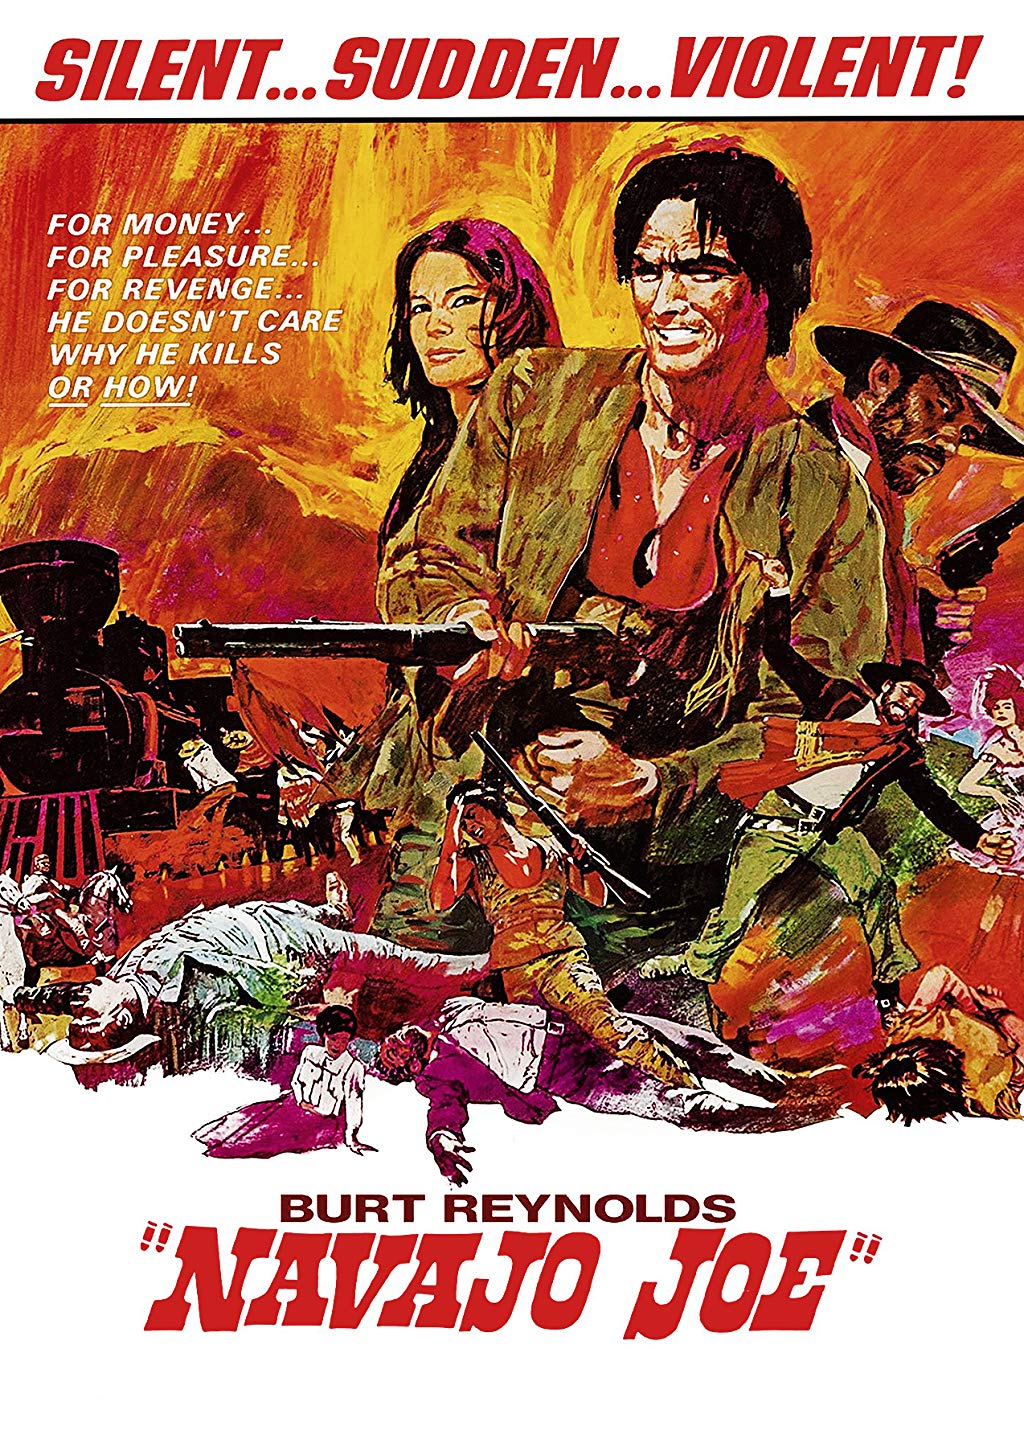 SILENT...SUDDEN...VIOLENT!
FOR MONEY...
FOR PLEASURE...
FOR REVENGE...
HE DOESN'T CARE
WHY HE KILLS
OR HOW!
BURT REYNOLDS
"NAVAJO JOE"